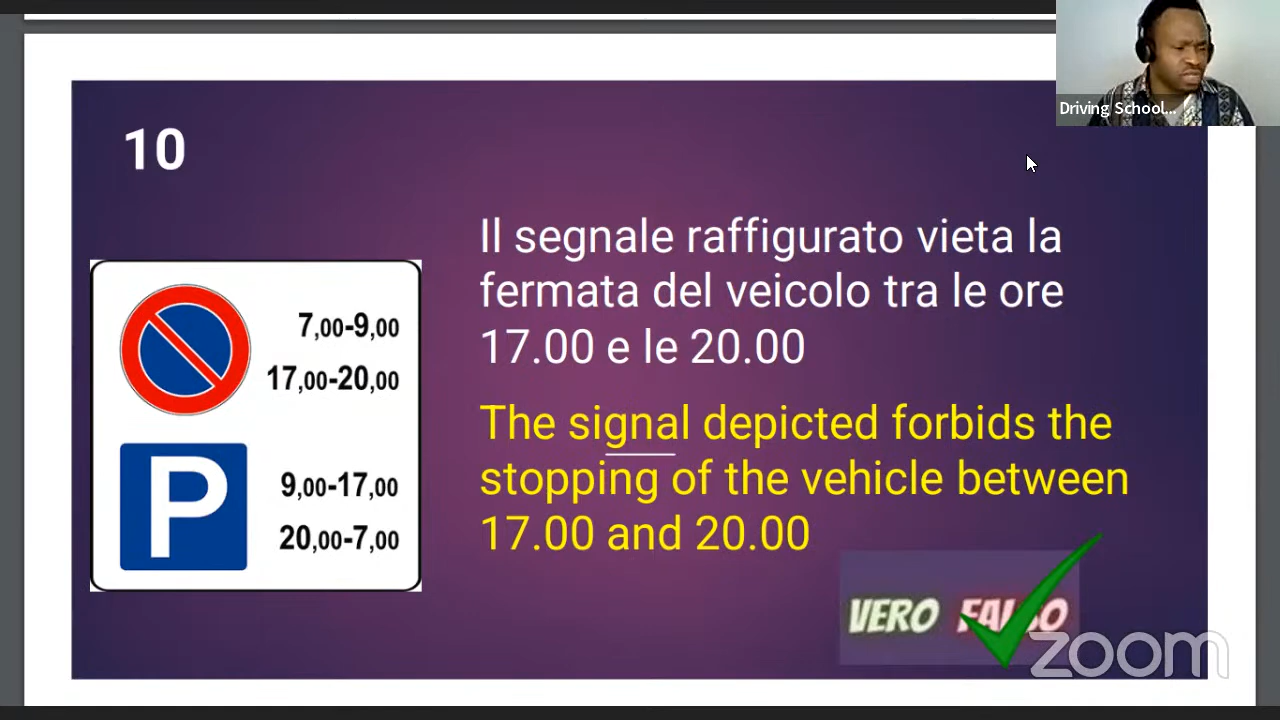 Driving School...
10
Il segnale raffigurato vieta la
fermata del veicolo tra le ore
17.00 e le 20.00
7,00-9,00
17,00-20,00
P
9,00-17,00
20,00-7,00
The signal depicted forbids the
stopping of the vehicle between
17.00 and 20.00
VERO FALSO
zoom